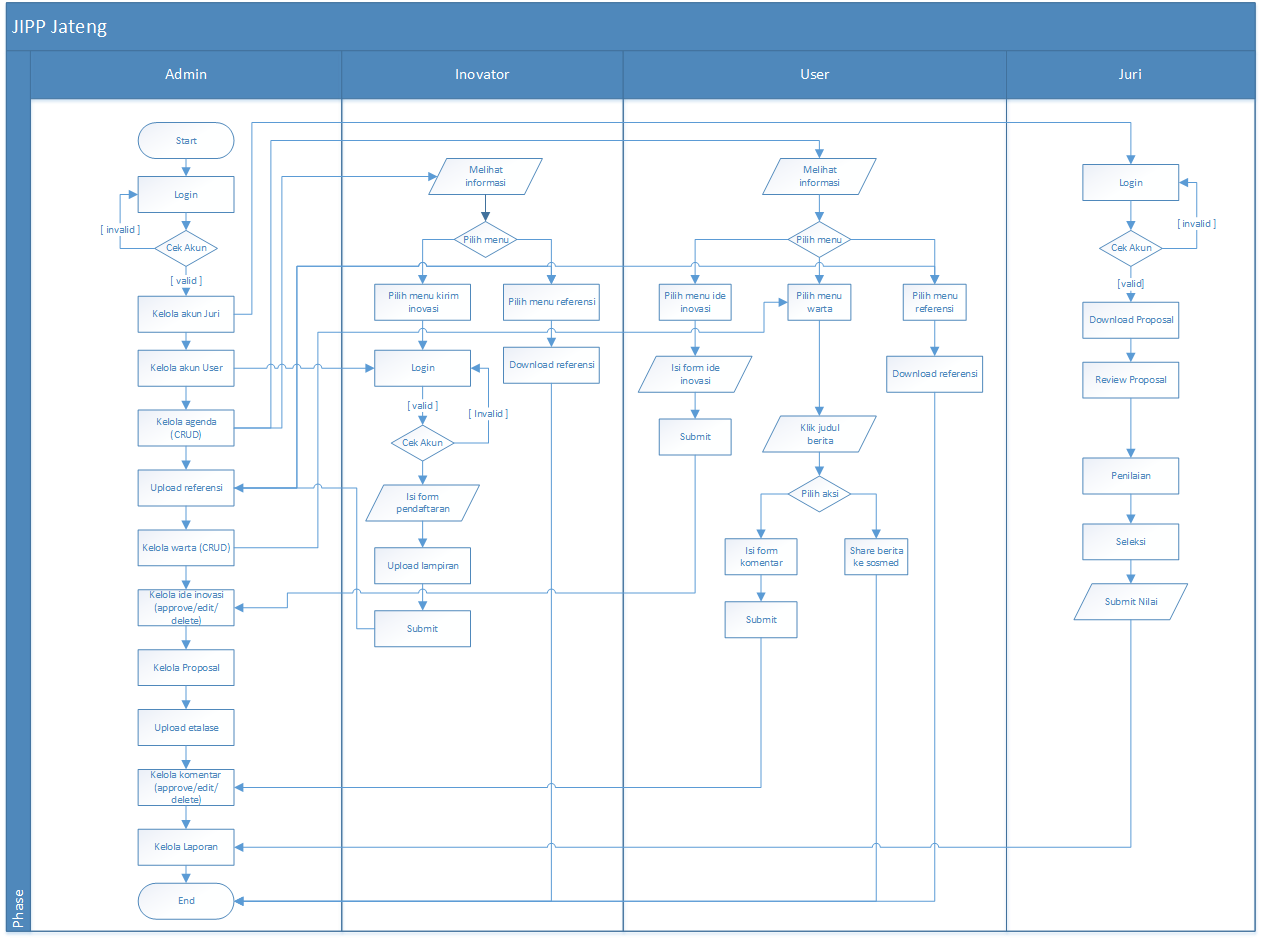 JIPP Jateng
Phase
Admin
Inovator
User
Juri
Start
Login
[ invalid ]
Cek Akun
[ valid ]
Kelola akun Juri
Kelola akun User
Kelola agenda
(CRUD)
Upload referensi
Kelola warta (CRUD)
Kelola ide inovasi
(approve/edit/
delete)
Kelola Proposal
Upload etalase
Kelola komentar
(approve/edit/
delete)
Kelola Laporan
End
Melihat
informasi
Pilih menu
Pilih menu kirim
inovasi
Pilih menu referensi
Login
Download referensi
[ valid ]
[ Invalid ]
Cek Akun
Isi form
pendaftaran
Upload lampiran
Submit
Melihat
informasi
Pilih menu
Pilih menu ide
inovasi
Pilih menu
warta
Pilih menu
referensi
Isi form ide
inovasi
Download referensi
Submit
Klik judul
berita
Pilih aksi
Isi form
komentar
Share berita
ke sosmed
Submit
Login
[ invalid ]
Cek Akun
[valid]
Download Proposal
Review Proposal
Penilaian
Seleksi
Submit Nilai